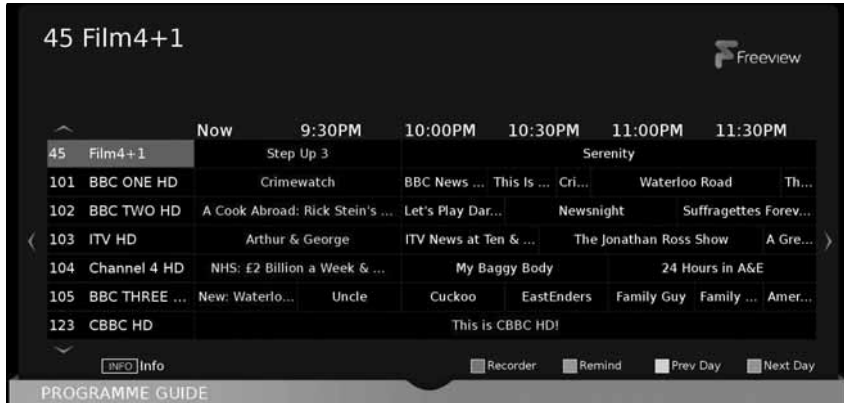 45 Film4+1
Freeview
Now 9:30PM 10:00PM 10:30PM 11:00PM 11:30PM
45 Film4+1 Step Up 3 Serenity
101 BBC ONE HD Crimewatch BBC News ... This Is ... Cri... Waterloo Road Th...
102 BBC TWO HD A Cook Abroad: Rick Stein's ... Let's Play Dar... Newsnight Suffragettes Forev...
103 ITV HD Arthur & George ITV News at Ten & ... The Jonathan Ross Show A Gre...
104 Channel 4 HD NHS: £2 Billion a Week & ... My Baggy Body 24 Hours in A&E
105 BBC THREE ... New: Waterlo... Uncle Cuckoo EastEnders Family Guy Family ... Amer...
123 CBBC HD This is CBBC HD!
INFO Info Recorder Remind Prev Day Next Day
PROGRAMME GUIDE